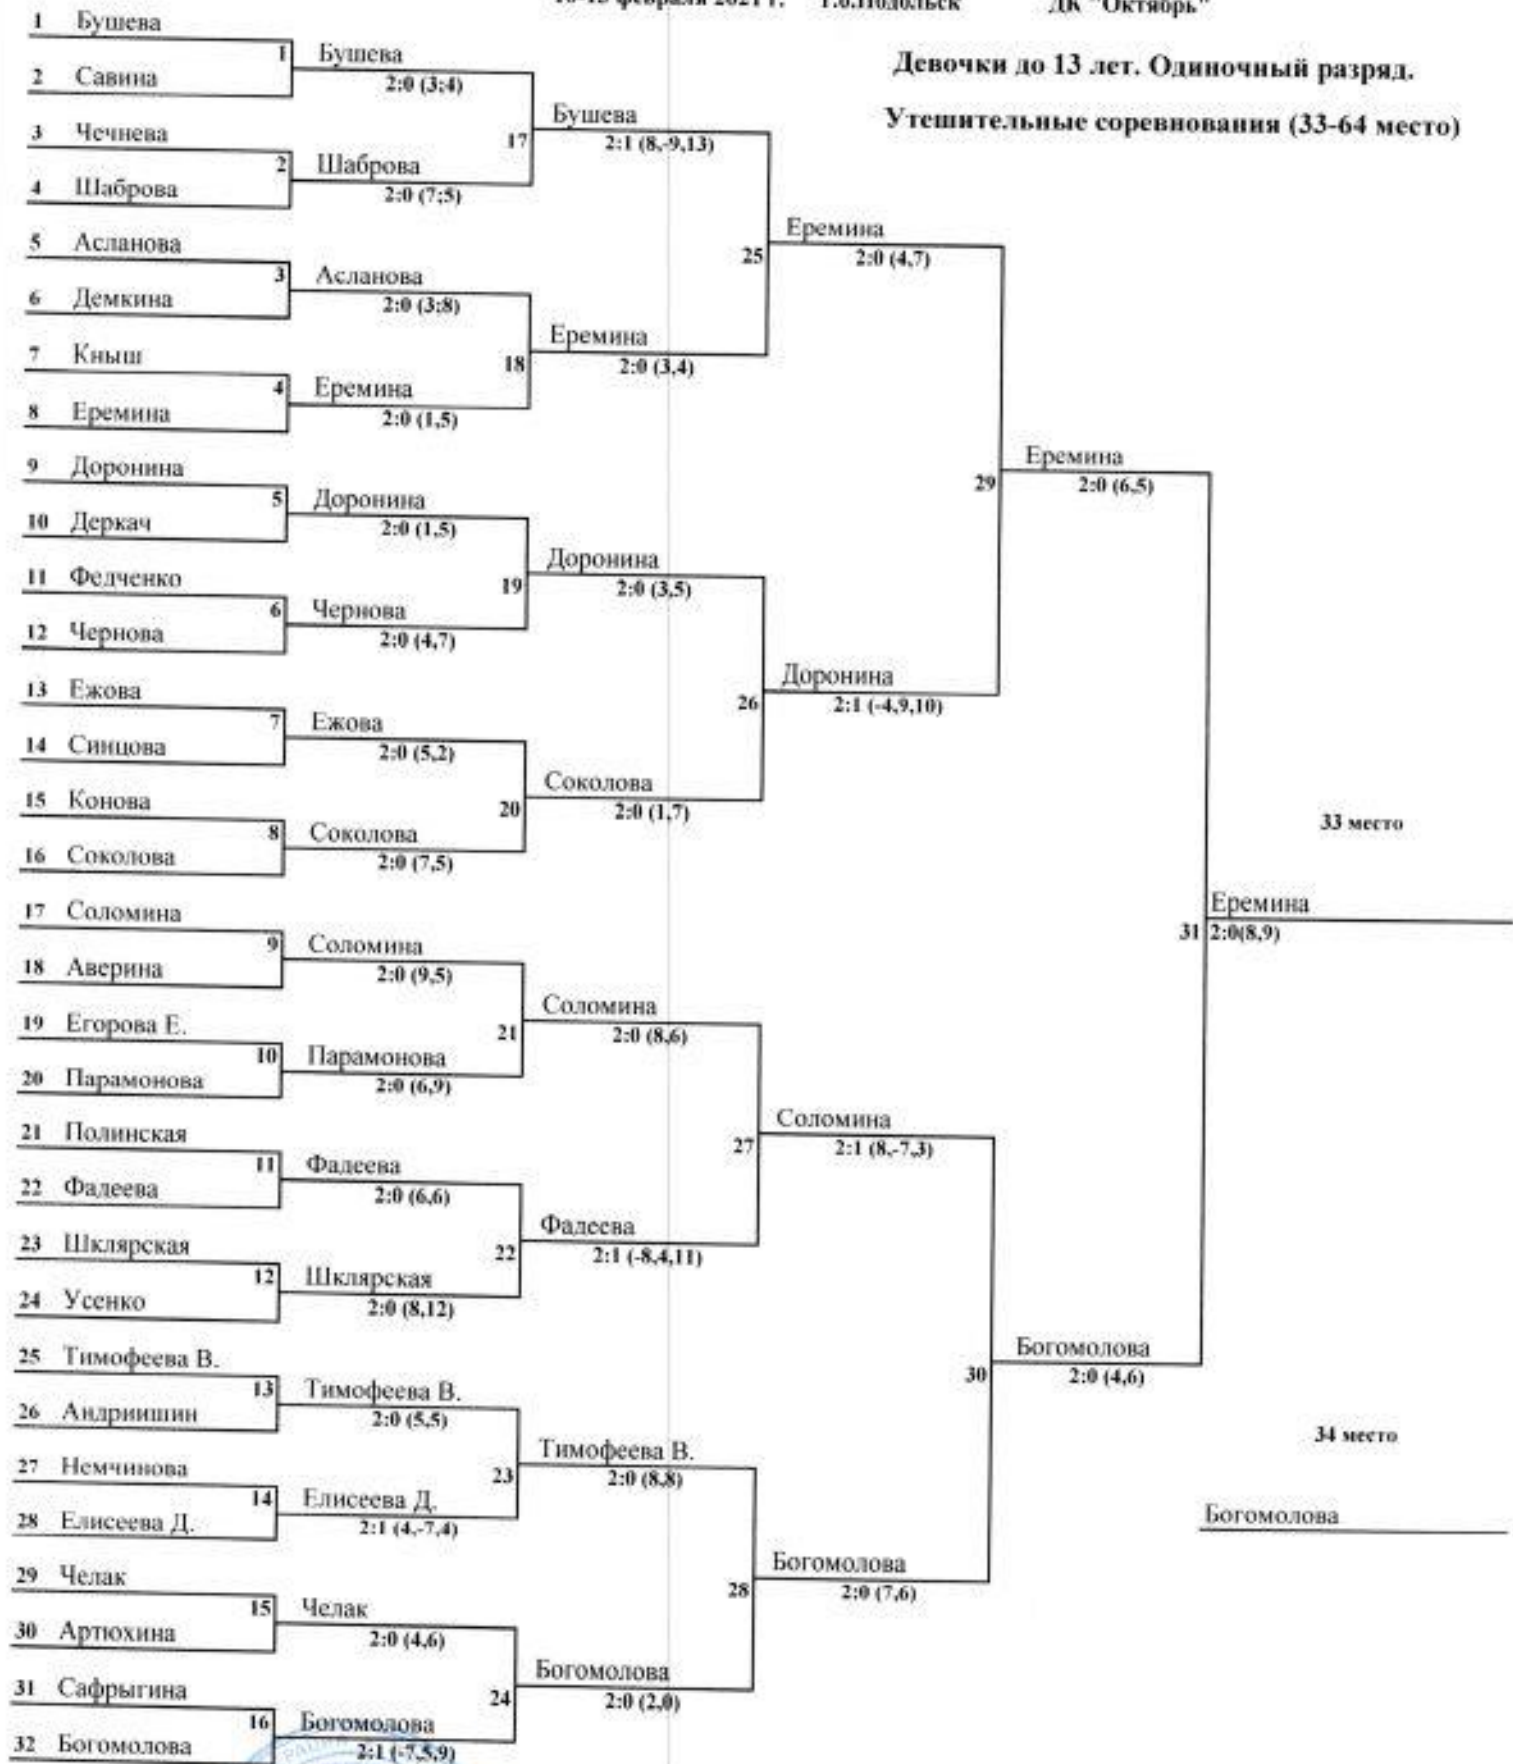 февраля 2021 г. г.о.Подольск ДК "Октябрь"
Девочки до 13 лет. Одиночный разряд.
Утешительные соревнования (33-64 место)
1 Бушева
1 Бушева
2:0 (3;4)
2 Савина
17 Бушева
2:1 (8,-9,13)
3 Чечнева
2 Шаброва
2:0 (7;5)
4 Шаброва
25 Еремина
2:0 (4,7)
5 Асланова
3 Асланова
2:0 (3;8)
6 Демкина
18 Еремина
2:0 (3,4)
7 Кныш
4 Еремина
2:0 (1,5)
8 Еремина
29 Еремина
2:0 (6,5)
9 Доронина
5 Доронина
2:0 (1,5)
10 Деркач
19 Доронина
2:0 (3,5)
11 Федченко
6 Чернова
2:0 (4,7)
12 Чернова
26 Доронина
2:1 (-4,9,10)
13 Ежова
7 Ежова
2:0 (5,2)
14 Синцова
20 Соколова
2:0 (1,7)
15 Конова
8 Соколова
2:0 (7,5)
16 Соколова
33 место
31 Еремина
2:0(8,9)
17 Соломина
9 Соломина
2:0 (9,5)
18 Аверина
21 Соломина
2:0 (8,6)
19 Егорова Е.
10 Парамонова
2:0 (6,9)
20 Парамонова
27 Соломина
2:1 (8,-7,3)
21 Полинская
11 Фадеева
2:0 (6,6)
22 Фадеева
22 Фадеева
2:1 (-8,4,11)
23 Шклярская
12 Шклярская
2:0 (8,12)
24 Усенко
30 Богомолова
2:0 (4,6)
25 Тимофеева В.
13 Тимофеева В.
2:0 (5,5)
26 Андриишин
23 Тимофеева В.
2:0 (8,8)
27 Немчинова
14 Елисеева Д.
2:1 (4,-7,4)
28 Елисеева Д.
34 место
Богомолова
28 Богомолова
2:0 (7,6)
29 Челак
15 Челак
2:0 (4,6)
30 Артюхина
24 Богомолова
2:0 (2,0)
31 Сафрыгина
16 Богомолова
2:1 (-7,5,9)
32 Богомолова